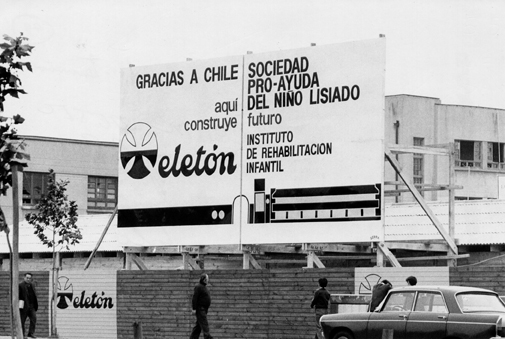 GRACIAS A CHILE
aquí
construye
Teletón
SOCIEDAD
PRO-AYUDA
DEL NIÑO LISIADO
futuro
INSTITUTO
DE REHABILITACION
INFANTIL
Teletón